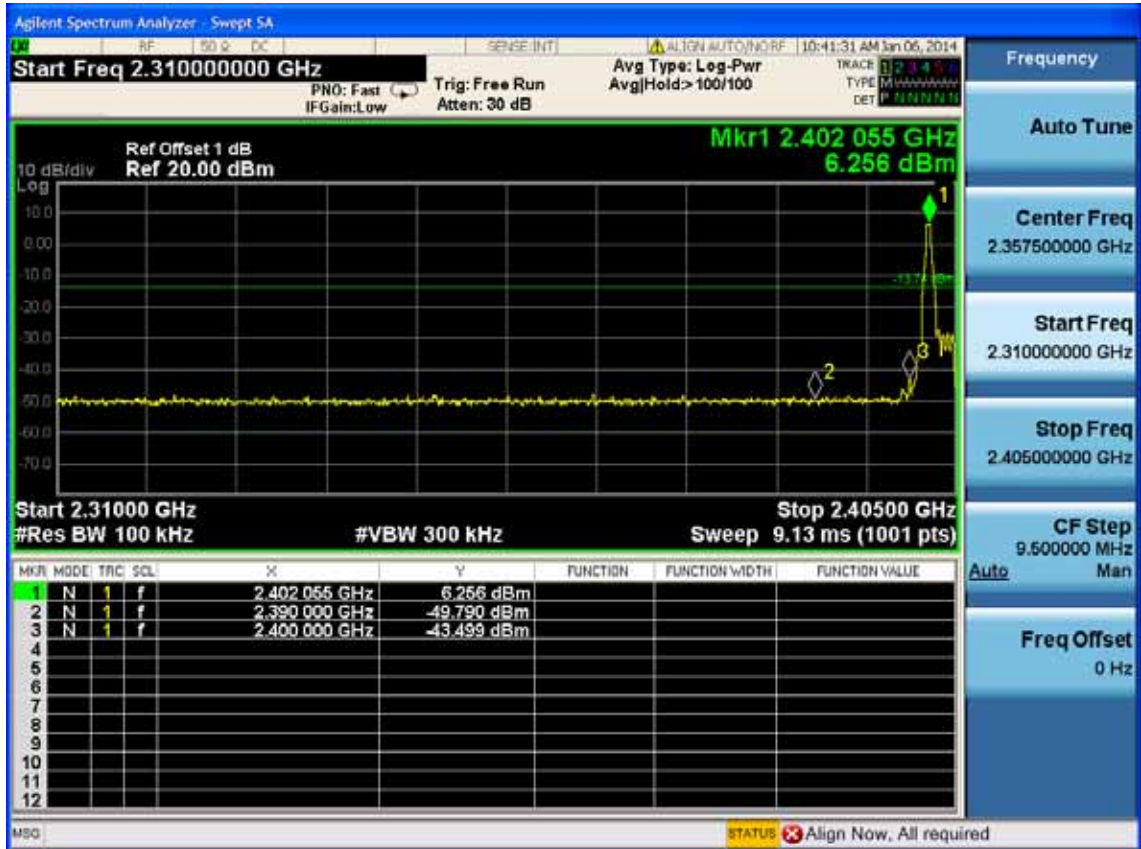 Agilent Spectrum Analyzer - Swept SA
RF 50 Ω DC SENSE:INT ALIGN AUTO/NO RF 10:41:31 AM Jan 06, 2014
Start Freq 2.310000000 GHz
PNO: Fast
IFGain:Low
Trig: Free Run
Atten: 30 dB
Avg Type: Log-Pwr
Avg|Hold:> 100/100
TRACE 1 2 3 4 5 6
TYPE M
DET P N N N N N
Mkr1 2.402 055 GHz
6.256 dBm
Ref Offset 1 dB
10 dB/div Ref 20.00 dBm
Log
10.0
0.00
-10.0
-20.0
-30.0
-40.0
-50.0
-60.0
-70.0
1
-13.74 dBm
2
3
Start 2.31000 GHz Stop 2.40500 GHz
#Res BW 100 kHz #VBW 300 kHz Sweep 9.13 ms (1001 pts)
MKR MODE TRC SCL X Y FUNCTION FUNCTION WIDTH FUNCTION VALUE
1 N 1 f 2.402 055 GHz 6.256 dBm
2 N 1 f 2.390 000 GHz -49.790 dBm
3 N 1 f 2.400 000 GHz -43.499 dBm
4
5
6
7
8
9
10
11
12
MSG STATUS Align Now, All required
Frequency
Auto Tune
Center Freq
2.357500000 GHz
Start Freq
2.310000000 GHz
Stop Freq
2.405000000 GHz
CF Step
9.500000 MHz
Auto Man
Freq Offset
0 Hz